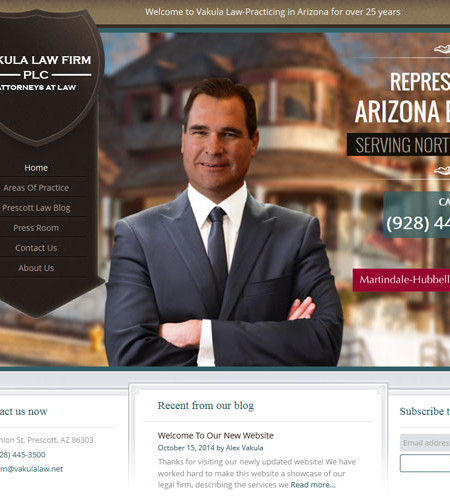 Welcome to Vakula Law-Practicing in Arizona for over 25 years
KULA LAW FIRM
PLC
ATTORNEYS AT LAW
Home
Areas Of Practice
Prescott Law Blog
Press Room
Contact Us
About Us
REPRES
ARIZONA
SERVING NORT
CA
(928) 44
Martindale-Hubbell
act us now
nion St, Prescott, AZ 86303
28) 445-3500
m@vakulalaw.net
Recent from our blog
Welcome To Our New Website
October 15, 2014 by Alex Vakula
Thanks for visiting our newly updated website! We have
worked hard to make this website a showcase of our
legal firm, describing the services we Read more...
Subscribe t
Email addres